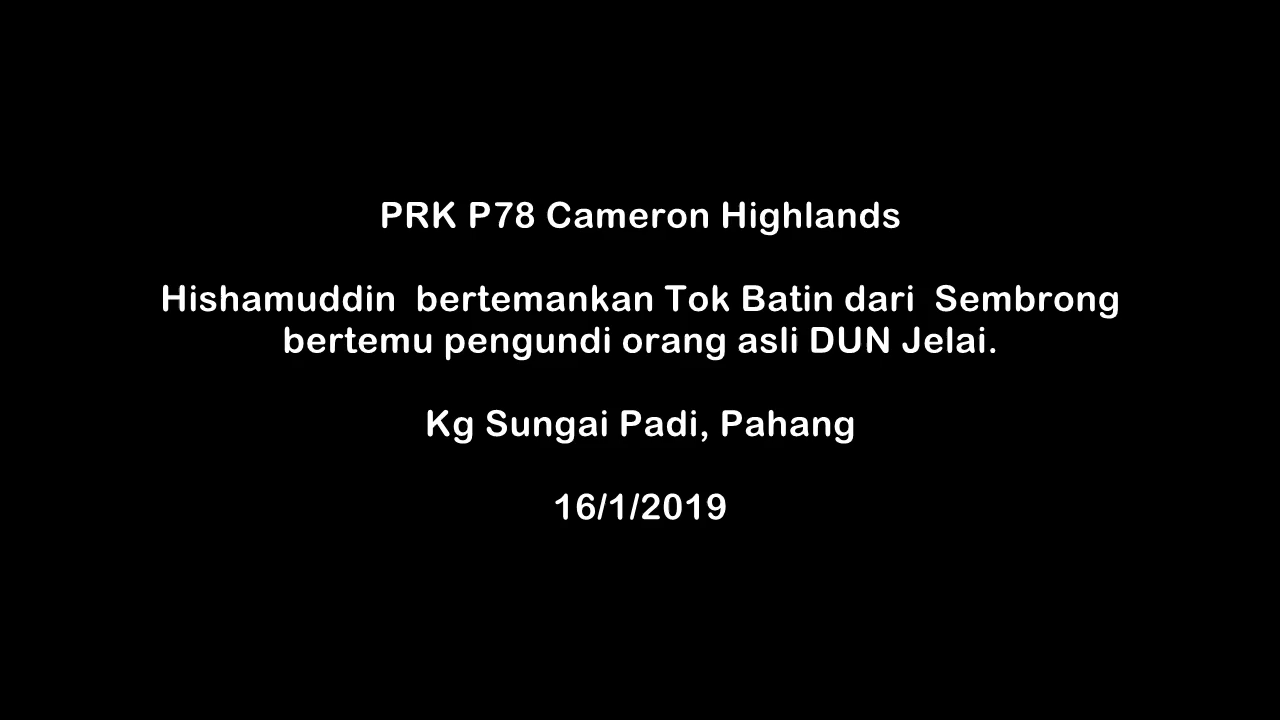 PRK P78 Cameron Highlands
Hishamuddin  bertemankan Tok Batin dari  Sembrong
bertemu pengundi orang asli DUN Jelai.
Kg Sungai Padi, Pahang
16/1/2019